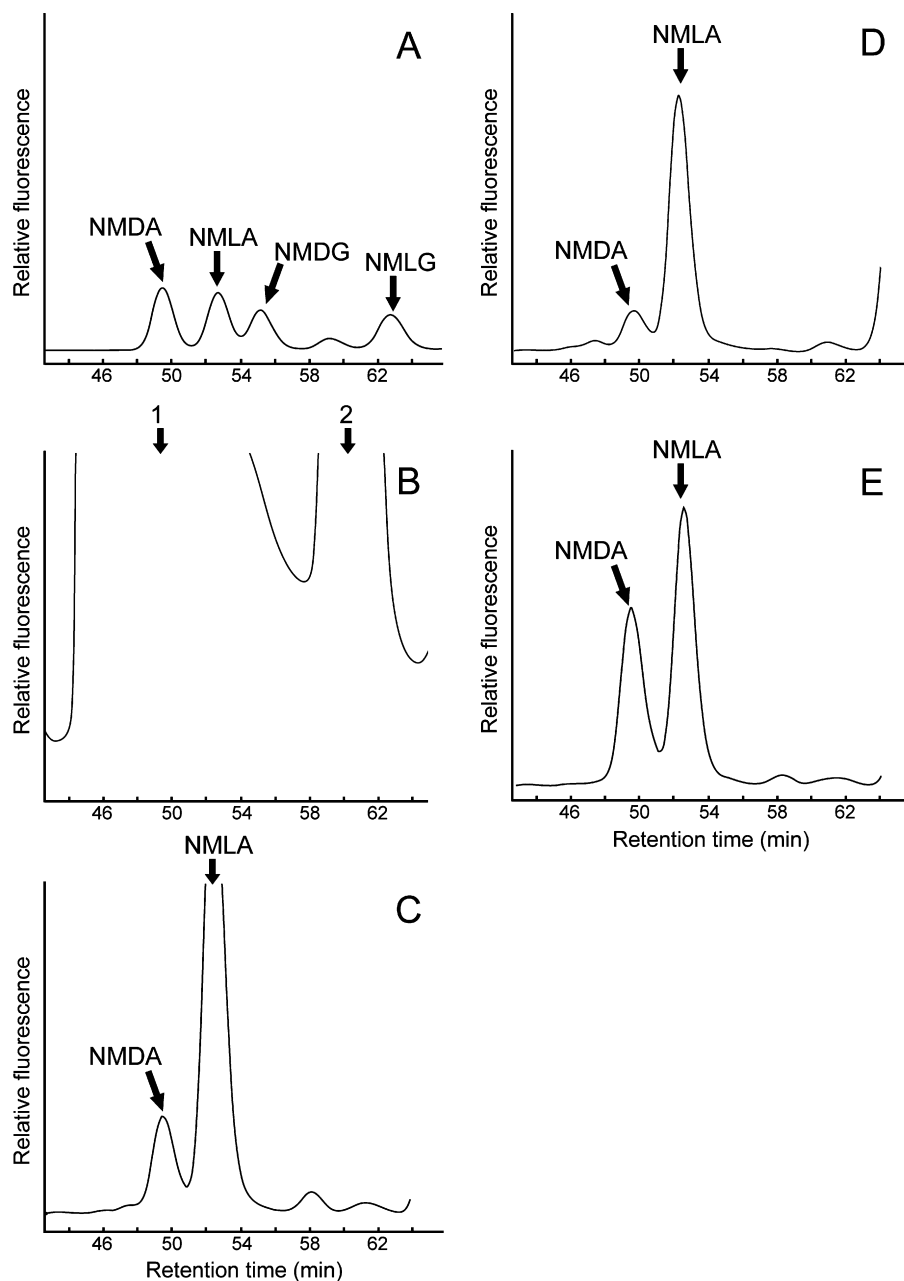 A
Relative fluorescence
NMDA
NMLA
NMDG
NMLG
46 50 54 58 62
1
2
B
Relative fluorescence
46 50 54 58 62
NMLA
C
Relative fluorescence
NMDA
46 50 54 58 62
Retention time (min)
NMLA
D
Relative fluorescence
NMDA
46 50 54 58 62
NMLA
E
Relative fluorescence
NMDA
46 50 54 58 62
Retention time (min)